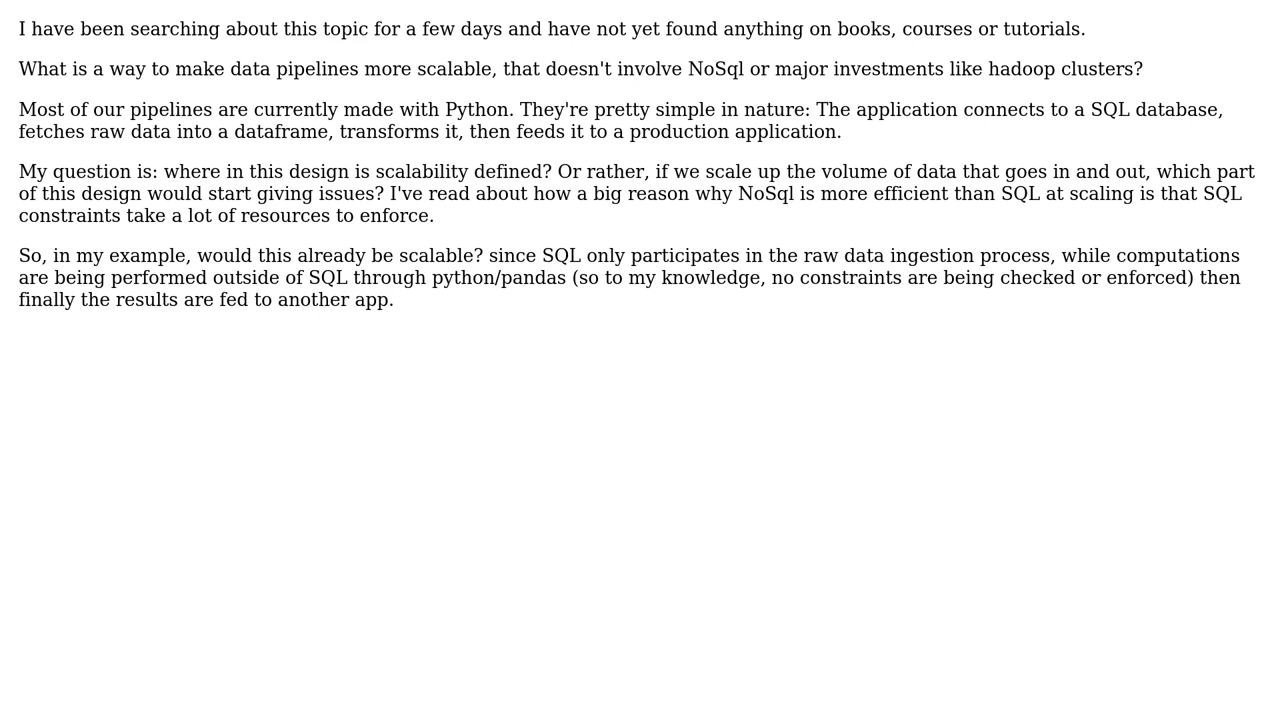 I have been searching about this topic for a few days and have not yet found anything on books, courses or tutorials.
What is a way to make data pipelines more scalable, that doesn't involve NoSql or major investments like hadoop clusters?
Most of our pipelines are currently made with Python. They're pretty simple in nature: The application connects to a SQL database,
fetches raw data into a dataframe, transforms it, then feeds it to a production application.
My question is: where in this design is scalability defined? Or rather, if we scale up the volume of data that goes in and out, which part
of this design would start giving issues? I've read about how a big reason why NoSql is more efficient than SQL at scaling is that SQL
constraints take a lot of resources to enforce.
So, in my example, would this already be scalable? since SQL only participates in the raw data ingestion process, while computations
are being performed outside of SQL through python/pandas (so to my knowledge, no constraints are being checked or enforced) then
finally the results are fed to another app.